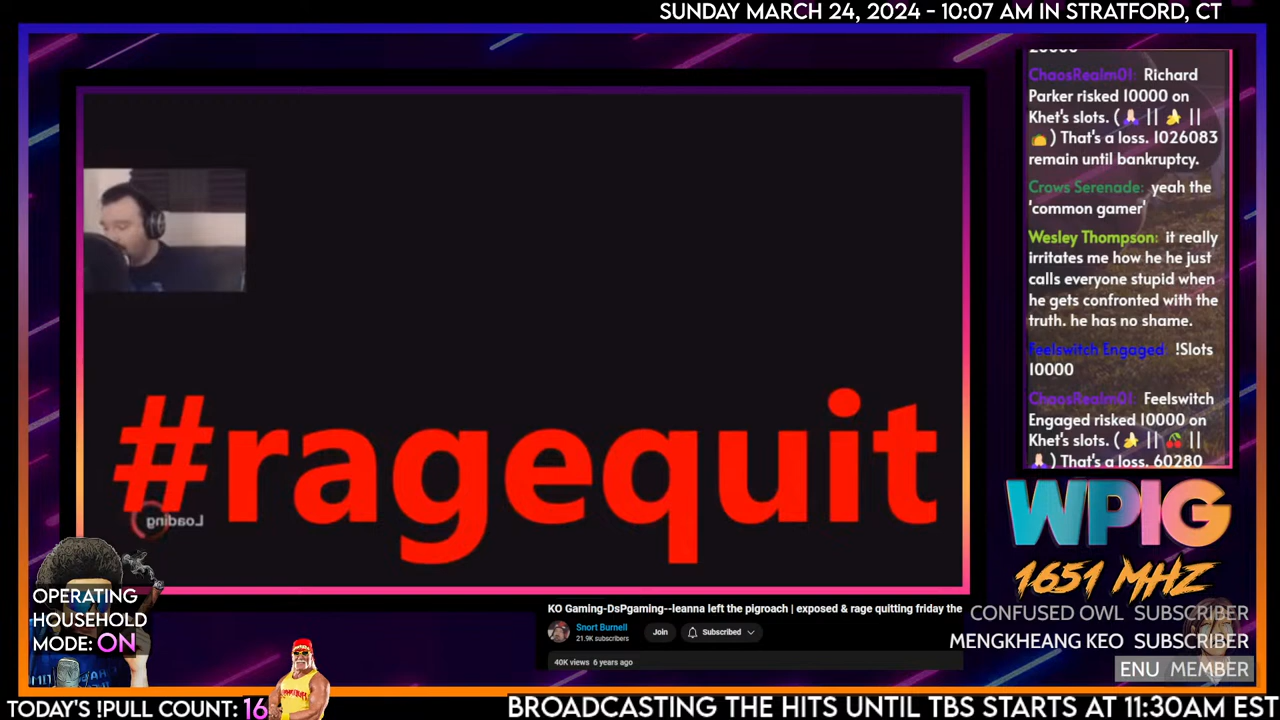 SUNDAY MARCH 24, 2024 - 10:07 AM IN STRATFORD, CT
ChaosRealm01: Richard
Parker risked 10000 on
Khet's slots. (🙏🏻 || 🍌 ||
🌮) That's a loss. 1026083
remain until bankruptcy.
Crows Serenade: yeah the
'common gamer'
Wesley Thompson: it really
irritates me how he he just
calls everyone stupid when
he gets confronted with the
truth. he has no shame.
Feelswitch Engaged !Slots
10000
ChaosRealm01: Feelswitch
Engaged risked 10000 on
Khet's slots. (🍌 || 🍒 ||
🙏🏻) That's a loss. 60280
#ragequit
Loading
WPIG
1651 MHZ
OPERATING
HOUSEHOLD
MODE: ON
KO Gaming-DsPgaming--leanna left the pigroach | exposed & rage quitting friday the
Snort Burnell
21.9K subscribers
Join
Subscribed
40K views 6 years ago
CONFUSED OWL SUBSCRIBER
MENGKHEANG KEO SUBSCRIBER
ENU MEMBER
TODAY'S !PULL COUNT: 16
BROADCASTING THE HITS UNTIL TBS STARTS AT 11:30AM EST